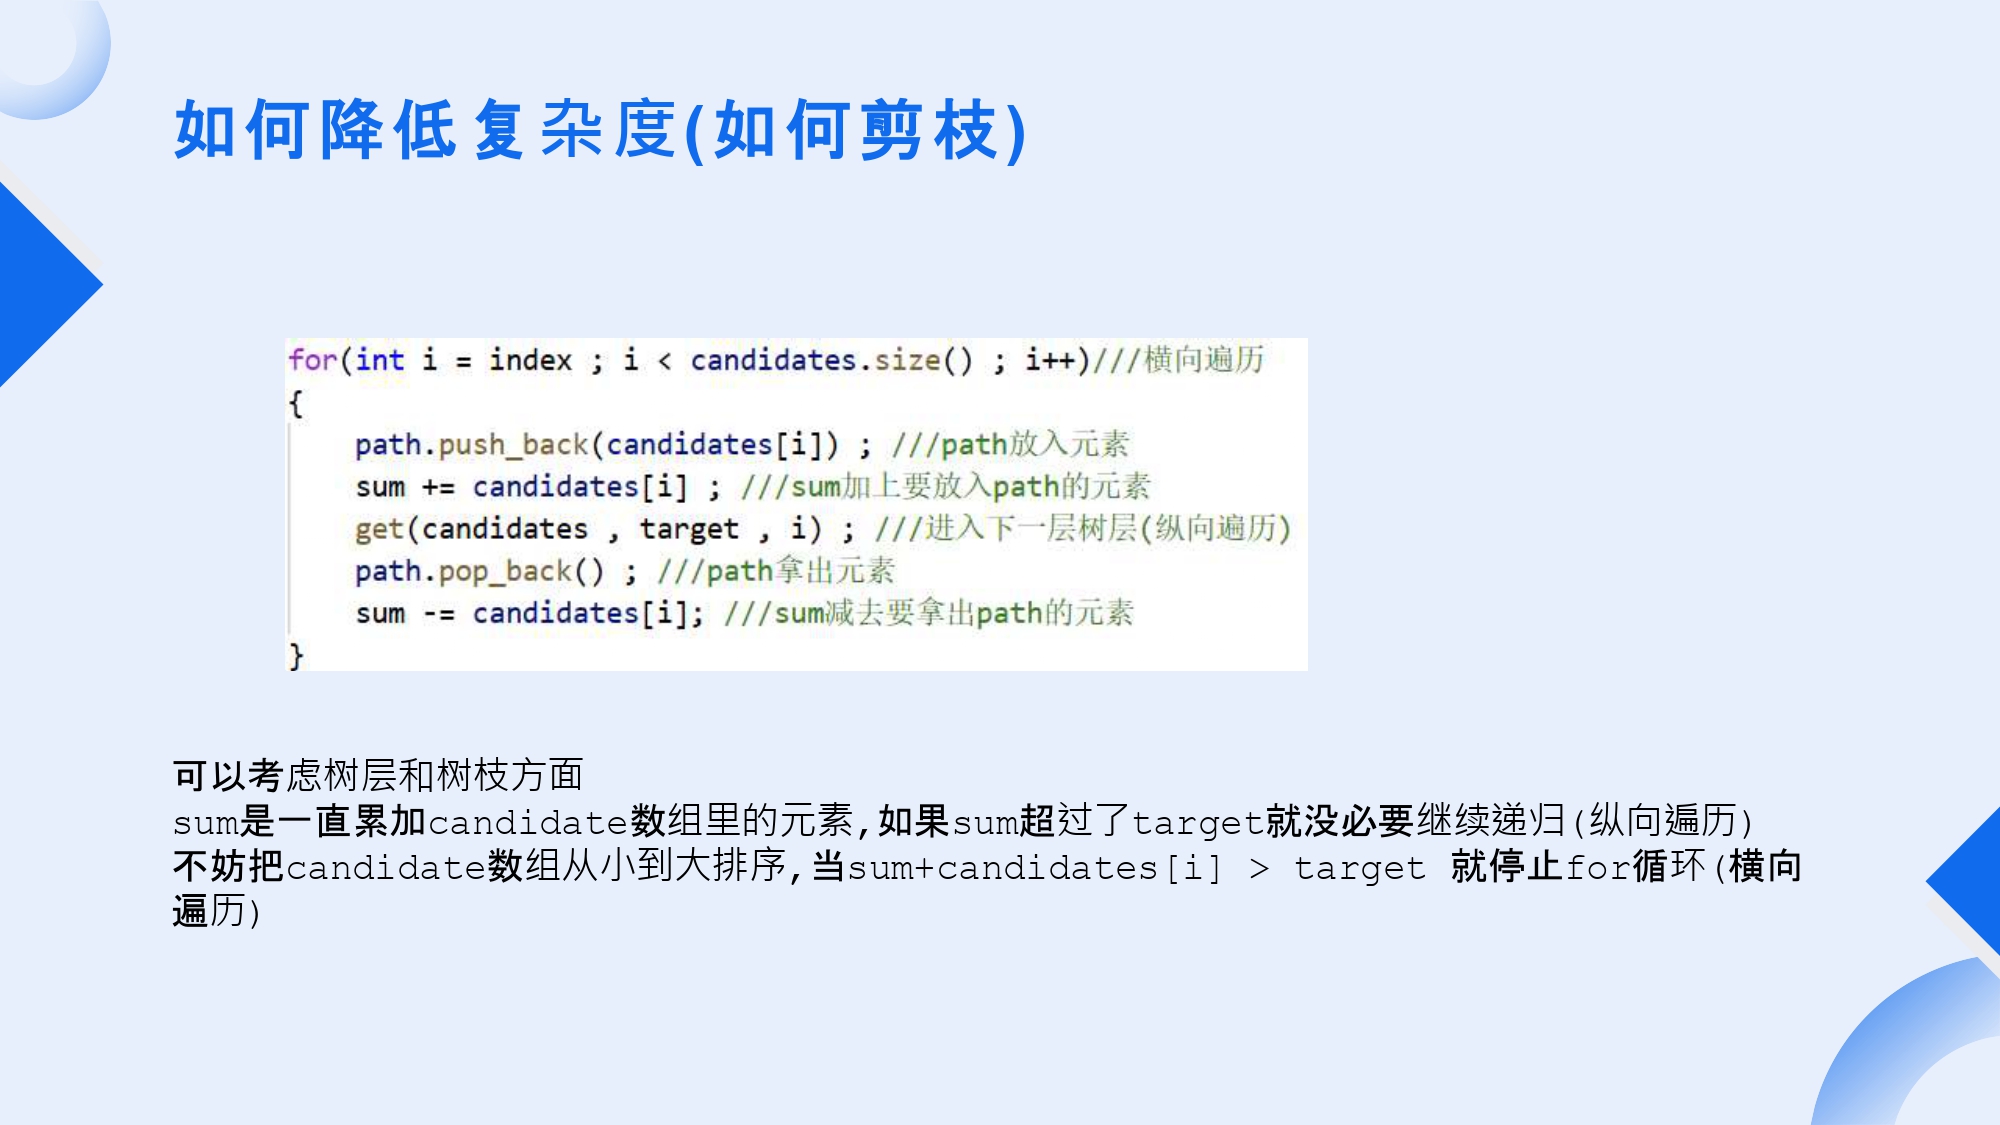 如何降低复杂度(如何剪枝)
for(int i = index ; i < candidates.size() ; i++)///横向遍历
{
path.push_back(candidates[i]) ; ///path放入元素
sum += candidates[i] ; ///sum加上要放入path的元素
get(candidates , target , i) ; ///进入下一层树层(纵向遍历)
path.pop_back() ; ///path拿出元素
sum -= candidates[i]; ///sum减去要拿出path的元素
}
可以考虑树层和树枝方面
sum是一直累加candidate数组里的元素,如果sum超过了target就没必要继续递归(纵向遍历)
不妨把candidate数组从小到大排序,当sum+candidates[i] > target 就停止for循环(横向
遍历)